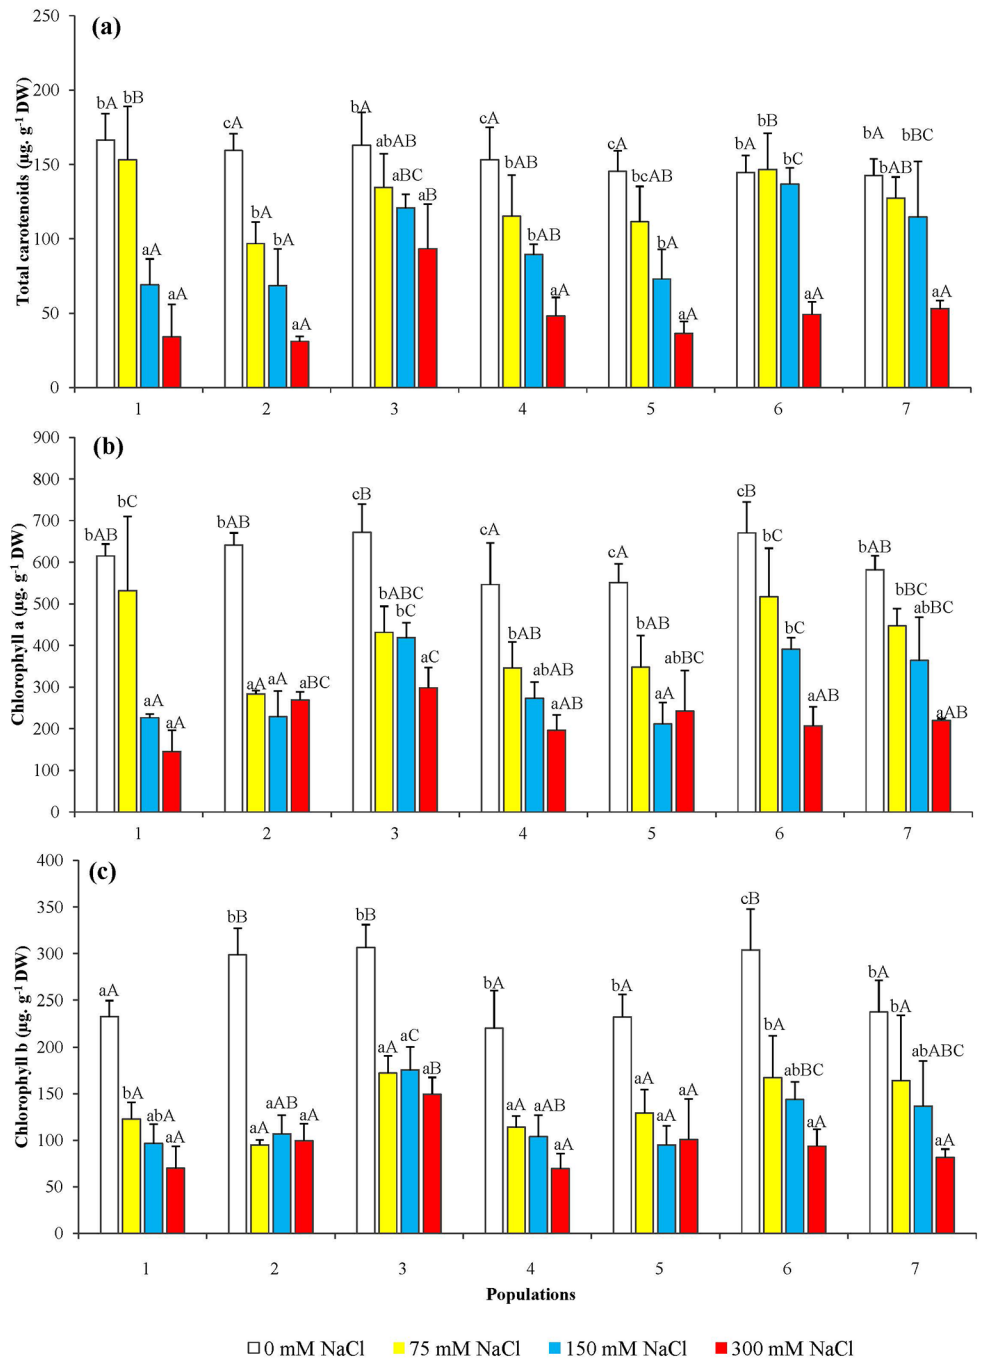 (a)
Total carotenoids (µg. g⁻¹ DW)
250
200
150
100
50
0
bA bB aA aA
cA bA bA aA
bA abAB aBC aB
cA bAB bAB aA
cA bcAB bA aA
bA bB bC aA
bA bAB bBC aA
1 2 3 4 5 6 7
(b)
Chlorophyll a (µg. g⁻¹ DW)
900
800
700
600
500
400
300
200
100
0
bAB bC aA aA
bAB aA aA aBC
cB bABC bC aC
cA bAB abAB aAB
cA bAB aA abBC
cB bC bC aAB
bAB bBC abBC aAB
1 2 3 4 5 6 7
(c)
Chlorophyll b (µg. g⁻¹ DW)
400
350
300
250
200
150
100
50
0
aA bA abA aA
bB aA aAB aA
bB aA aC aB
bA aA aAB aA
bA aA aA aA
cB bA abBC aA
bA bA abABC aA
1 2 3 4 5 6 7
Populations
0 mM NaCl 75 mM NaCl 150 mM NaCl 300 mM NaCl